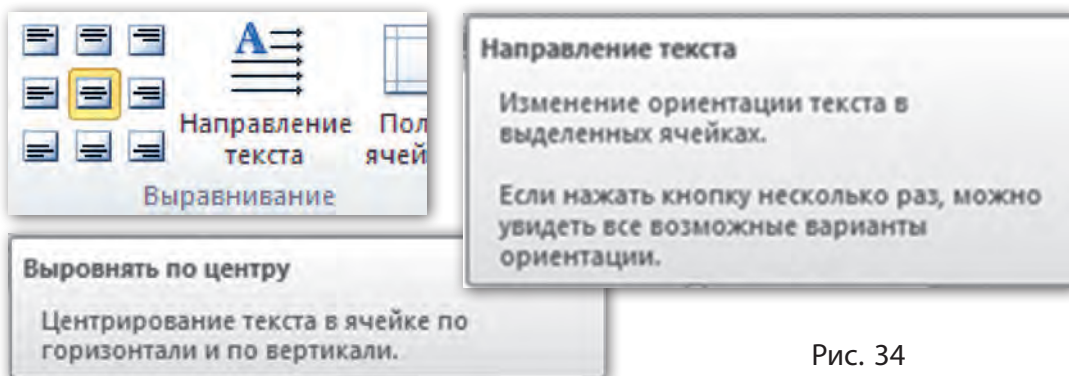 Направление
текста
Пол
ячей
Выравнивание
Направление текста
Изменение ориентации текста в
выделенных ячейках.
Если нажать кнопку несколько раз, можно
увидеть все возможные варианты
ориентации.
Выровнять по центру
Центрирование текста в ячейке по
горизонтали и по вертикали.
Рис. 34